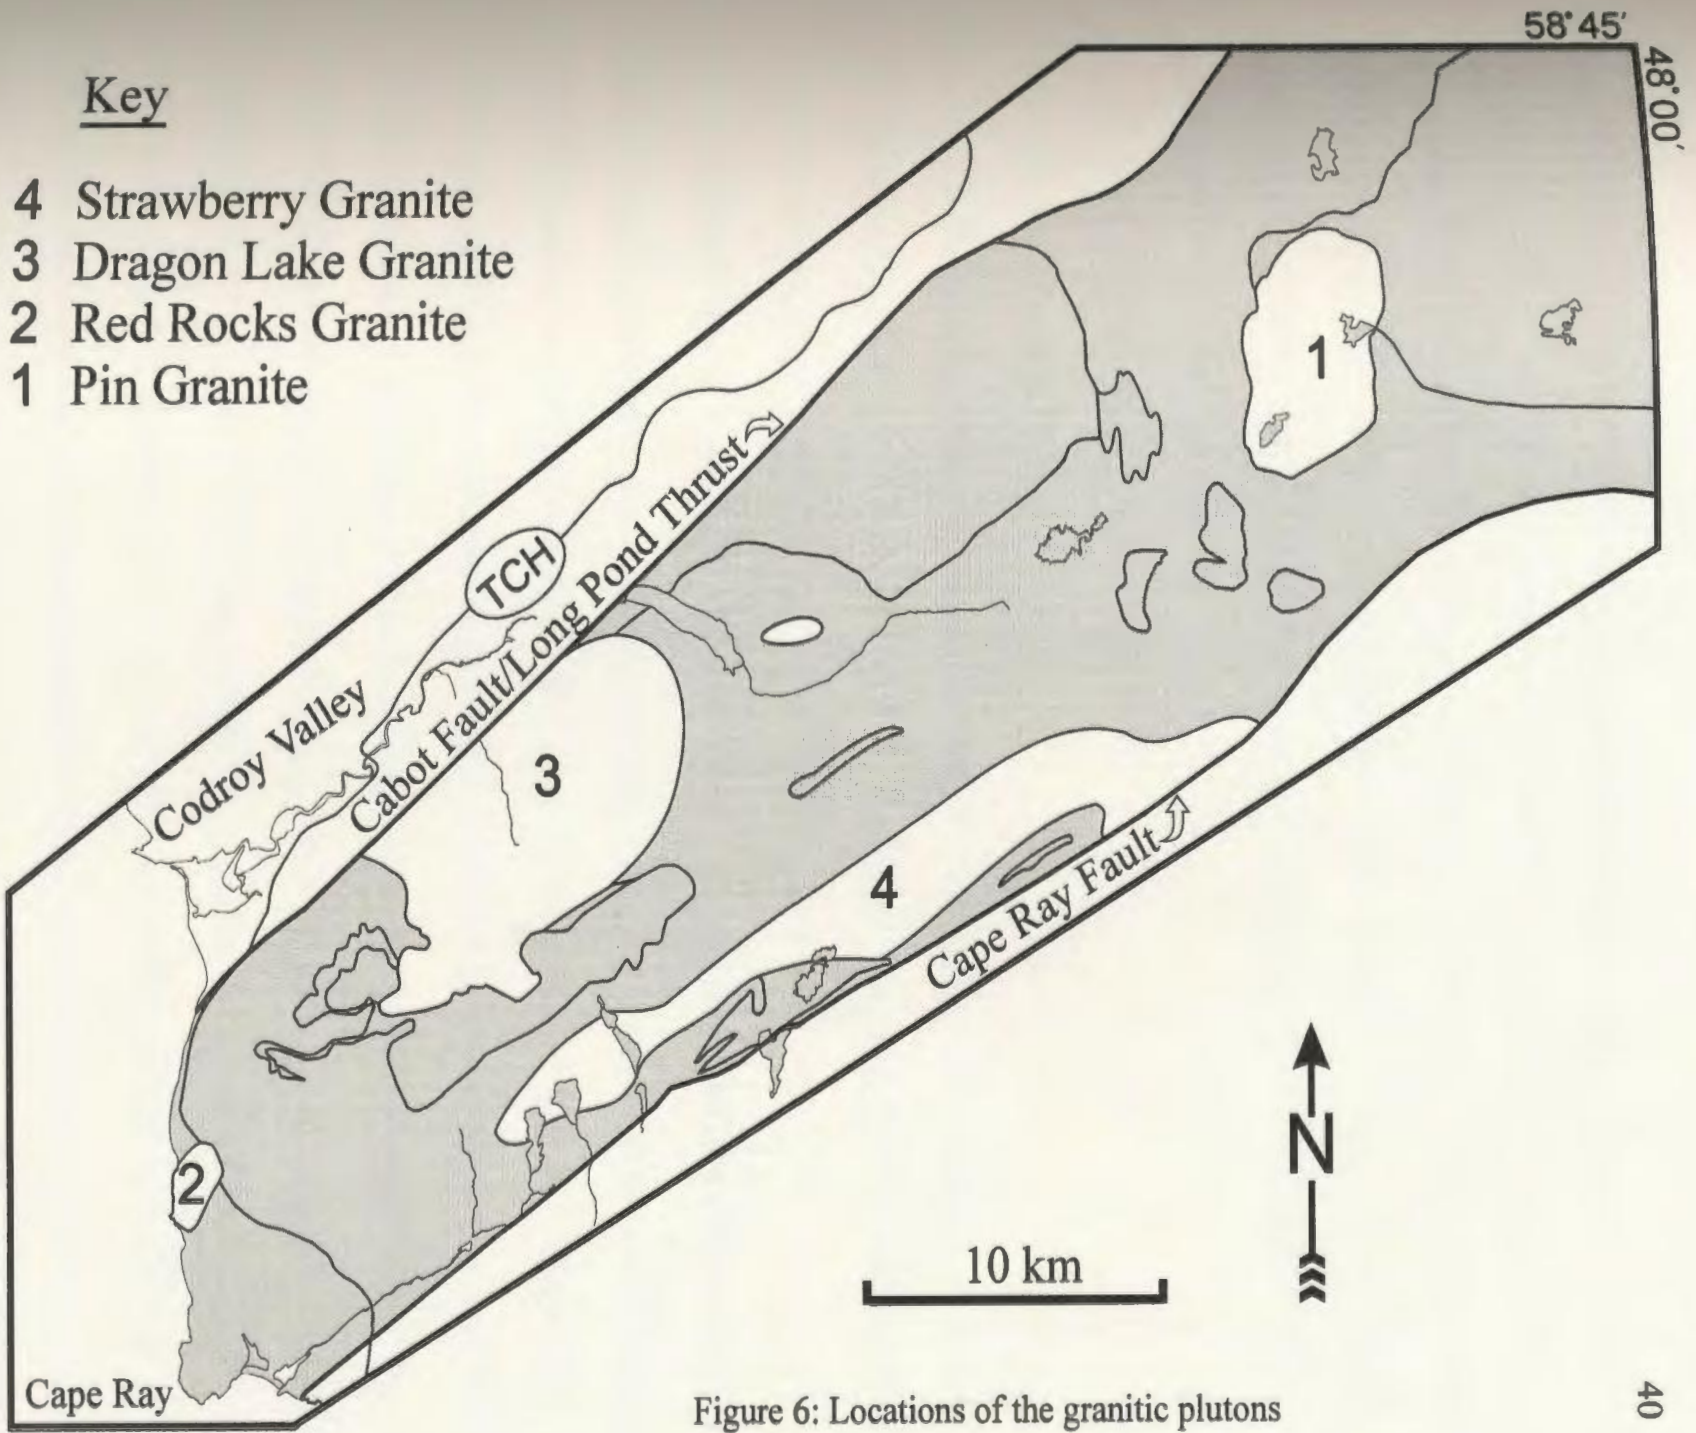 58°45'
48°00'
Key
4 Strawberry Granite
3 Dragon Lake Granite
2 Red Rocks Granite
1 Pin Granite
1
TCH
Cabot Fault/Long Pond Thrust
Codroy Valley
3
4
Cape Ray Fault
2
N
10 km
Cape Ray
Figure 6: Locations of the granitic plutons
40